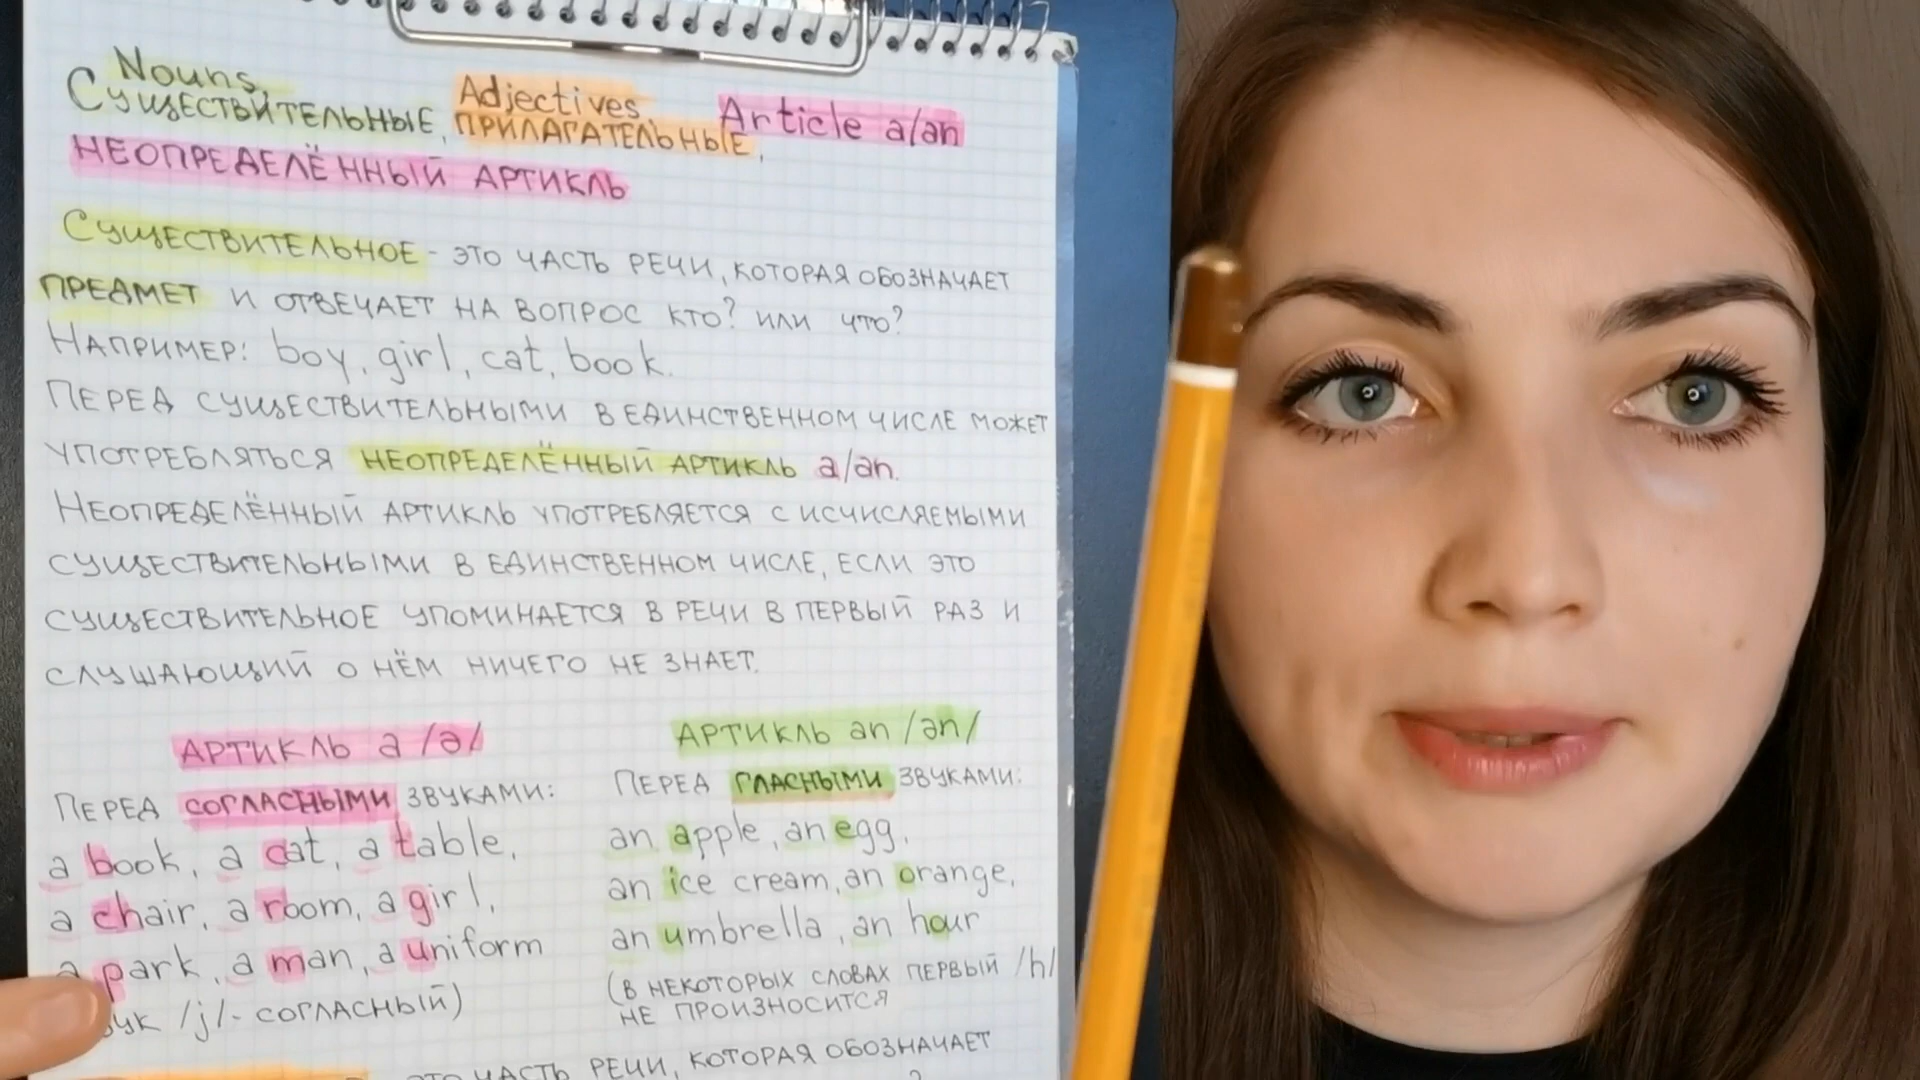 Nouns, Adjectives, Article a/an
Существительные, прилагательные,
неопределённый артикль
Существительное - это часть речи, которая обозначает
предмет и отвечает на вопрос кто? или что?
Например: boy, girl, cat, book.
Перед существительными в единственном числе может
употребляться неопределённый артикль a/an.
Неопределённый артикль употребляется с исчисляемыми
существительными в единственном числе, если это
существительное упоминается в речи в первый раз и
слушающий о нём ничего не знает.
Артикль a /ə/
Перед согласными звуками:
a book, a cat, a table,
a chair, a room, a girl,
a park, a man, a uniform
/j/ - согласный)
Артикль an /ən/
Перед гласными звуками:
an apple, an egg,
an ice cream, an orange,
an umbrella, an hour
(в некоторых словах первый /h/
не произносится
это часть речи, которая обозначает